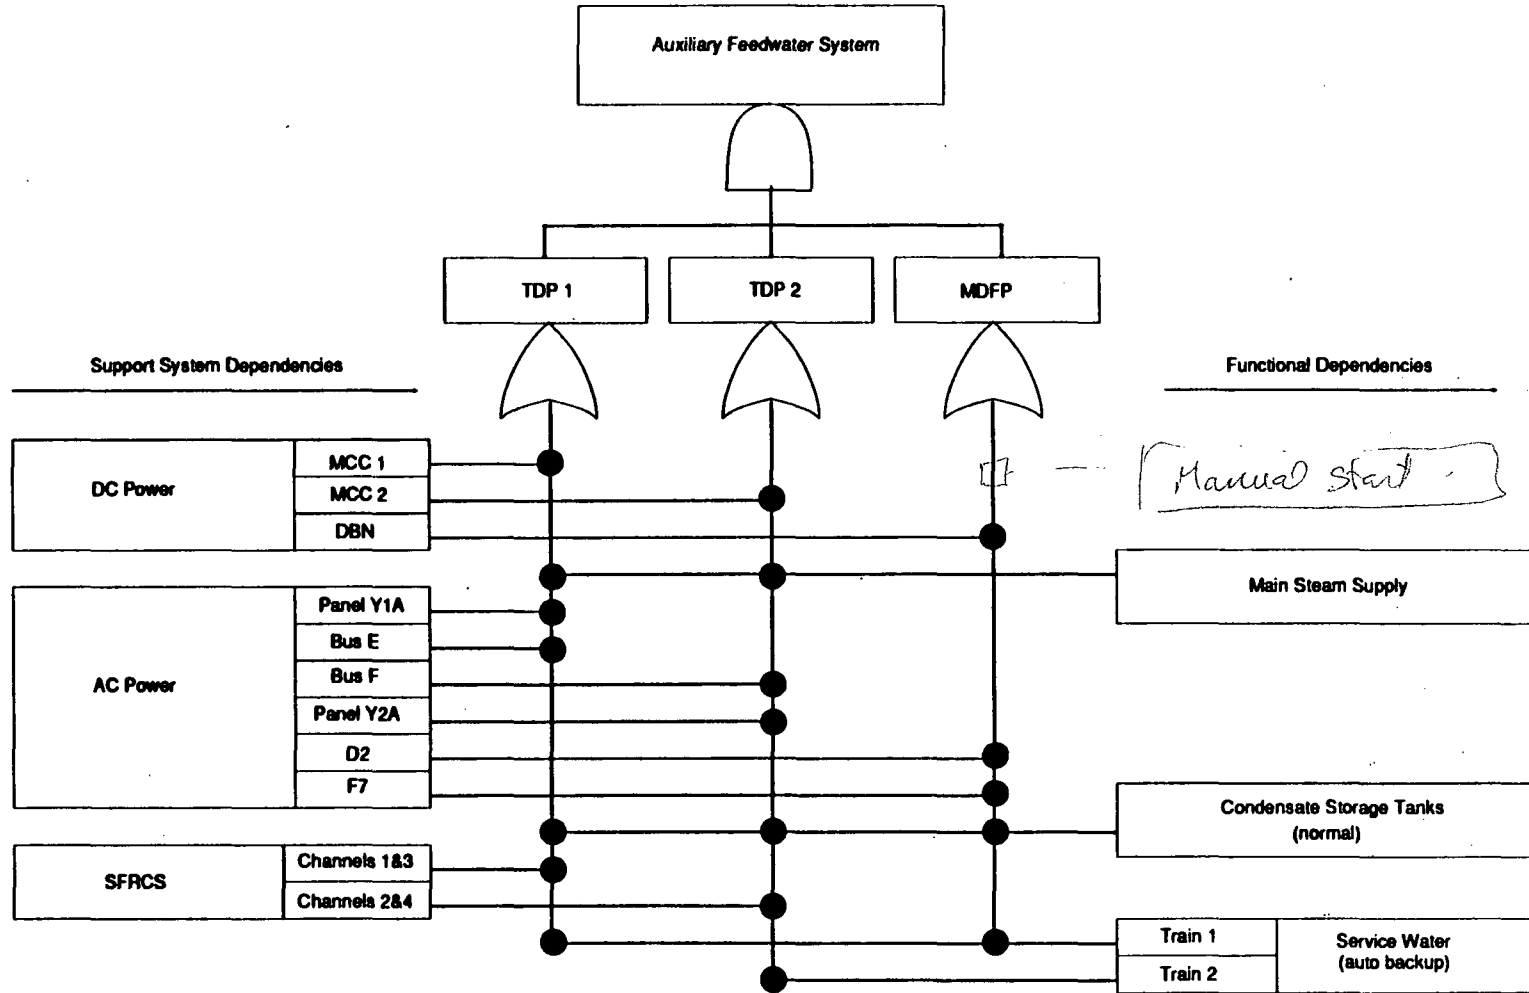 Auxiliary Feedwater System
TDP 1
TDP 2
MDFP
Support System Dependencies
Functional Dependencies
DC Power
MCC 1
MCC 2
DBN
Manual start
Main Steam Supply
AC Power
Panel Y1A
Bus E
Bus F
Panel Y2A
D2
F7
Condensate Storage Tanks
(normal)
SFRCS
Channels 1&3
Channels 2&4
Train 1
Train 2
Service Water
(auto backup)